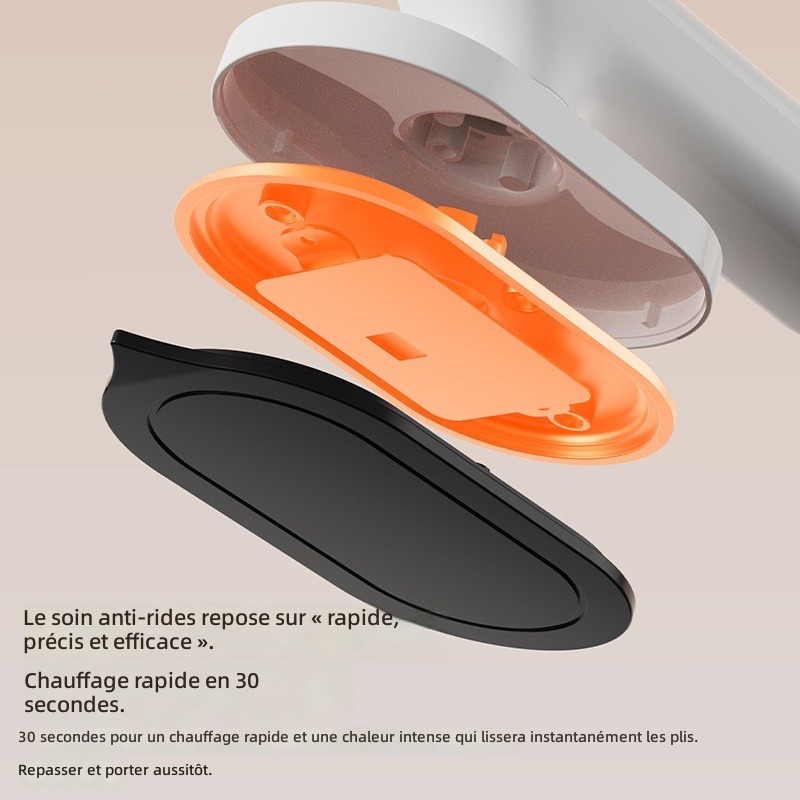 Le soin anti-rides repose sur « rapide,
précis et efficace ».
Chauffage rapide en 30
secondes.
30 secondes pour un chauffage rapide et une chaleur intense qui lissera instantanément les plis.
Repasser et porter aussitôt.